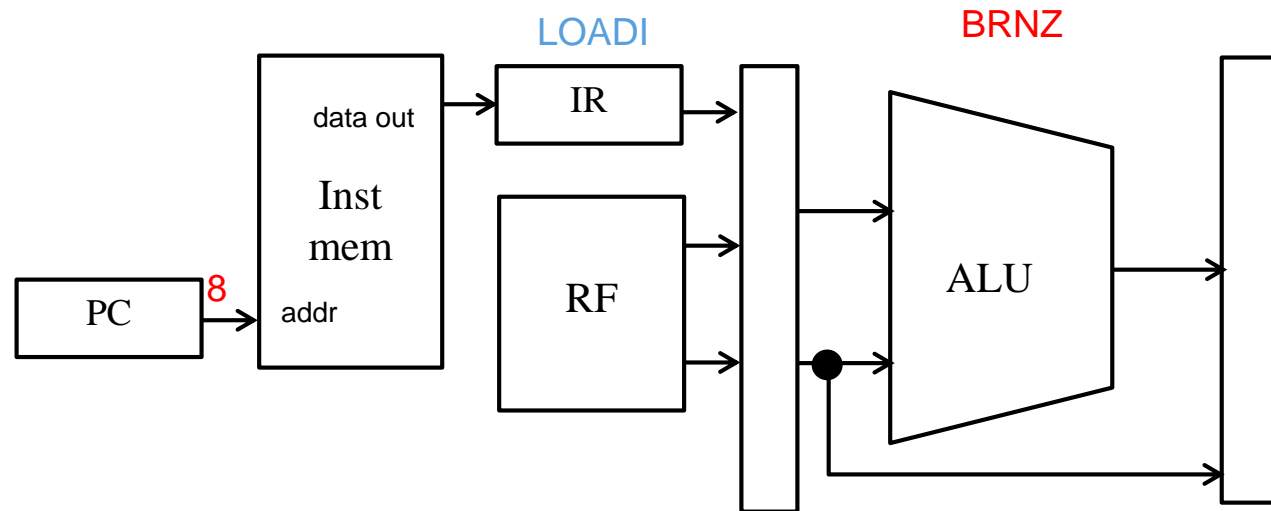 LOADI
BRNZ
IR
data out
Inst
mem
8
PC
addr
RF
ALU